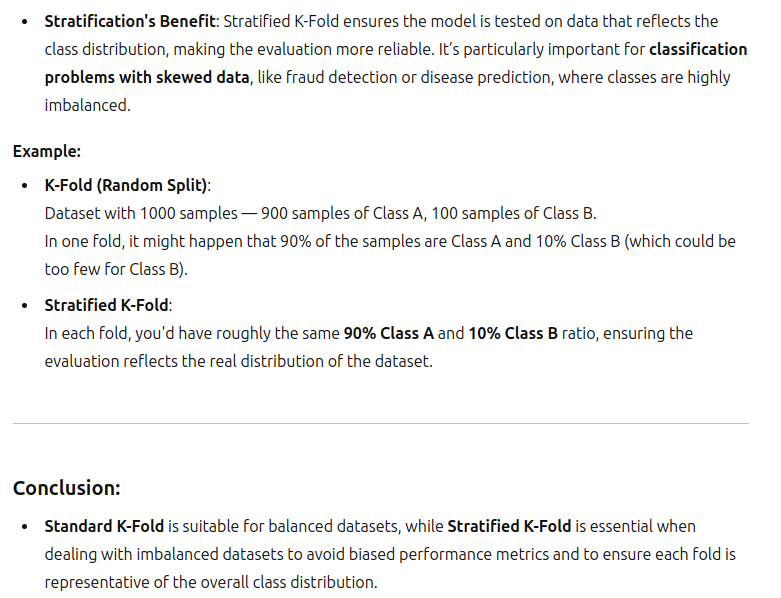 • Stratification's Benefit: Stratified K-Fold ensures the model is tested on data that reflects the
class distribution, making the evaluation more reliable. It’s particularly important for classification
problems with skewed data, like fraud detection or disease prediction, where classes are highly
imbalanced.
Example:
• K-Fold (Random Split):
Dataset with 1000 samples — 900 samples of Class A, 100 samples of Class B.
In one fold, it might happen that 90% of the samples are Class A and 10% Class B (which could be
too few for Class B).
• Stratified K-Fold:
In each fold, you'd have roughly the same 90% Class A and 10% Class B ratio, ensuring the
evaluation reflects the real distribution of the dataset.
Conclusion:
• Standard K-Fold is suitable for balanced datasets, while Stratified K-Fold is essential when
dealing with imbalanced datasets to avoid biased performance metrics and to ensure each fold is
representative of the overall class distribution.